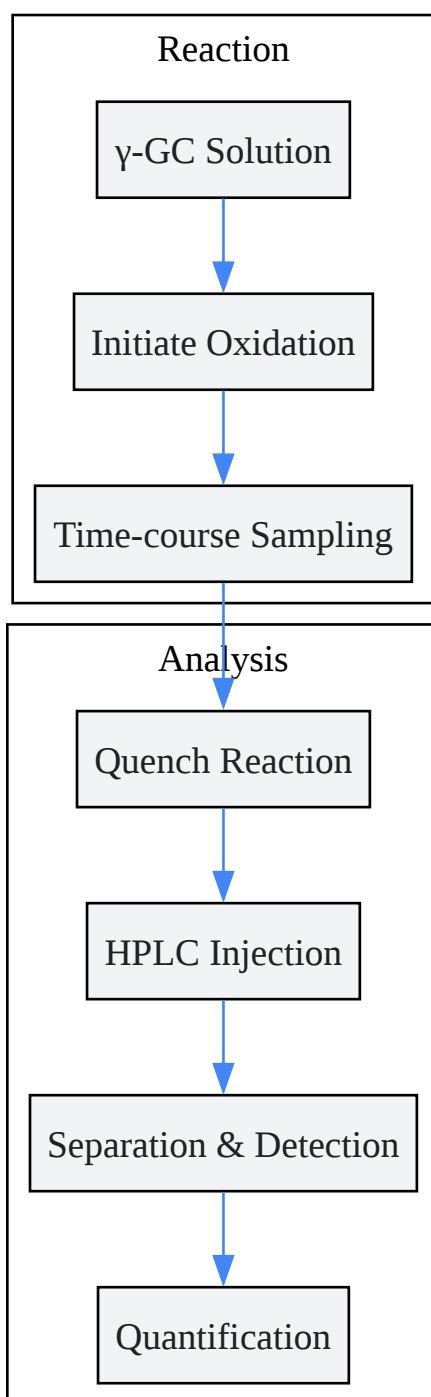 Reaction
γ-GC Solution
Initiate Oxidation
Time-course Sampling
Analysis
Quench Reaction
HPLC Injection
Separation & Detection
Quantification